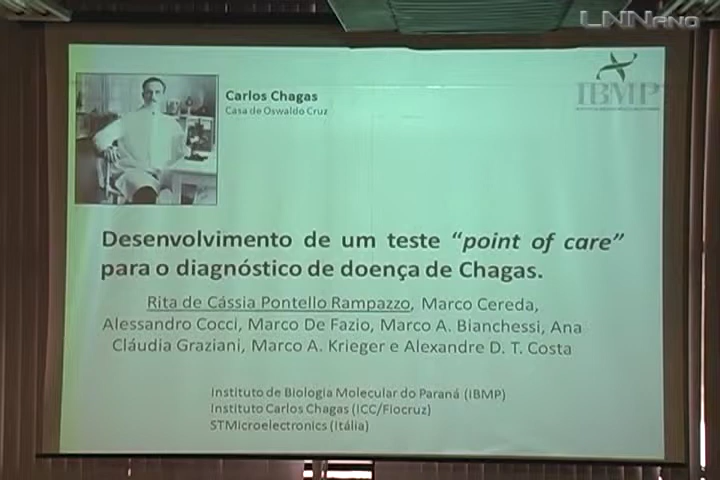 LNNano
IBMP
Carlos Chagas
Casa de Oswaldo Cruz
Desenvolvimento de um teste “point of care”
para o diagnóstico de doença de Chagas.
Rita de Cássia Pontello Rampazzo, Marco Cereda,
Alessandro Cocci, Marco De Fazio, Marco A. Bianchessi, Ana
Cláudia Graziani, Marco A. Krieger e Alexandre D. T. Costa
Instituto de Biologia Molecular do Paraná (IBMP)
Instituto Carlos Chagas (ICC/Fiocruz)
STMicroelectronics (Itália)